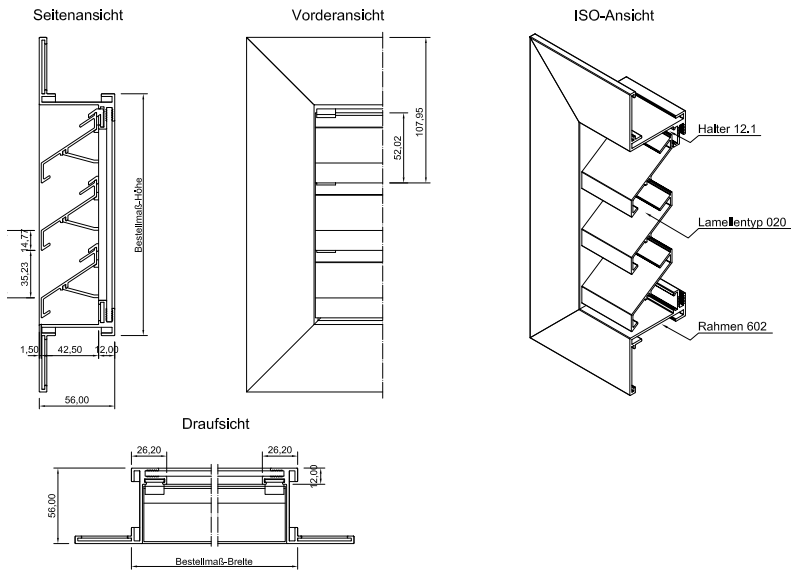 Seitenansicht
Vorderansicht
ISO-Ansicht
107,95
52,02
Halter 12.1
Bestellmaß-Höhe
Lamellentyp 020
14,77
35,23
Rahmen 602
1,50
42,50
12,00
56,00
Draufsicht
26,20
26,20
12,00
56,00
Bestellmaß-Breite